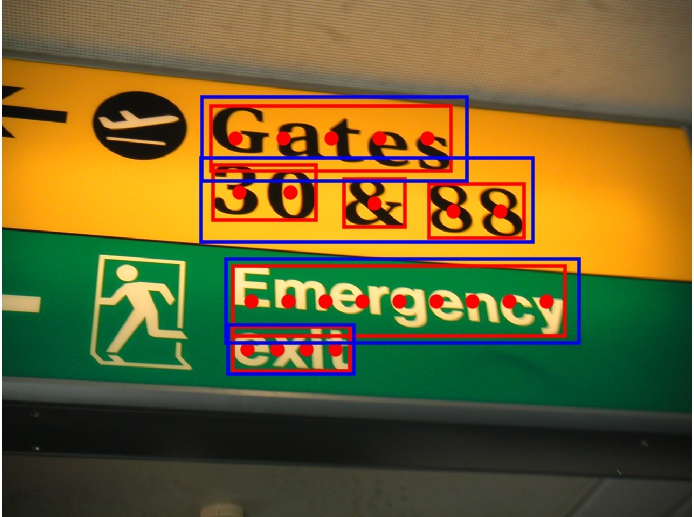 Gates
30 & 88
Emergency
exit